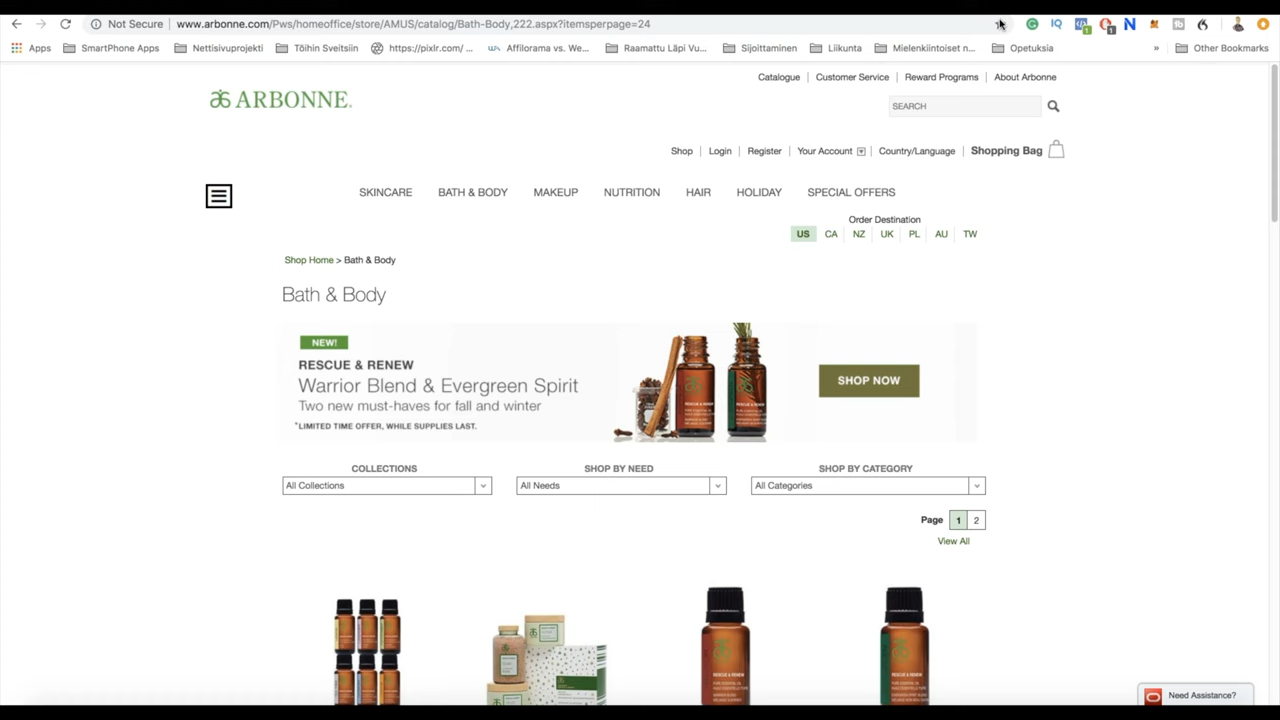 Not Secure www.arbonne.com/Pws/homeoffice/store/AMUS/catalog/Bath-Body,222.aspx?itemsperpage=24
Apps SmartPhone Apps Nettisivuprojekti Töihin Sveitsiin https://pixlr.com/ ... Affilorama vs. We... Raamattu Läpi Vu... Sijoittaminen Liikunta Mielenkiintoiset n... Opetuksia » Other Bookmarks
Catalogue Customer Service Reward Programs About Arbonne
ARBONNE.
SEARCH
Shop Login Register Your Account Country/Language Shopping Bag
SKINCARE BATH & BODY MAKEUP NUTRITION HAIR HOLIDAY SPECIAL OFFERS
Order Destination
US CA NZ UK PL AU TW
Shop Home > Bath & Body
Bath & Body
NEW!
RESCUE & RENEW
Warrior Blend & Evergreen Spirit
Two new must-haves for fall and winter
*LIMITED TIME OFFER, WHILE SUPPLIES LAST.
SHOP NOW
COLLECTIONS SHOP BY NEED SHOP BY CATEGORY
All Collections All Needs All Categories
Page 1 2
View All
RESCUE & RENEW RESCUE & RENEW
Need Assistance?